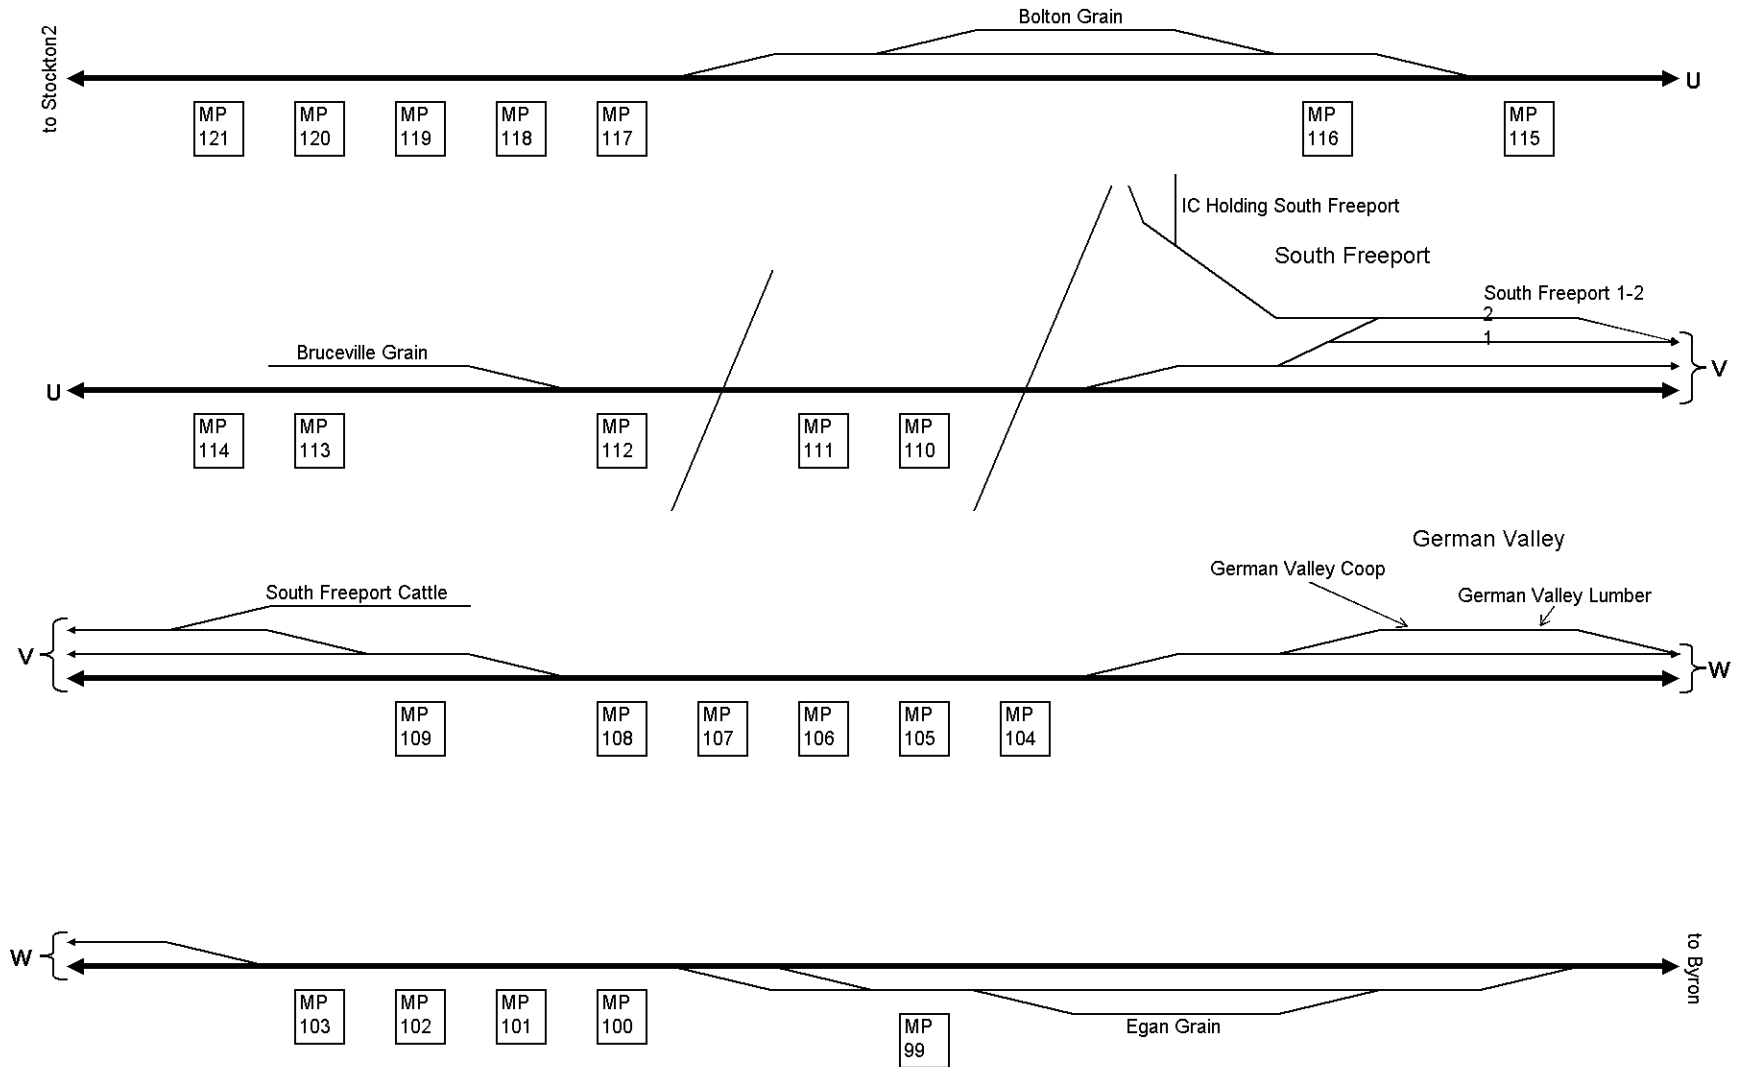 Bolton Grain
to Stockton2
U
MP
121
MP
120
MP
119
MP
118
MP
117
MP
116
MP
115
IC Holding South Freeport
South Freeport
South Freeport 1-2
2
1
Bruceville Grain
V
U
MP
114
MP
113
MP
112
MP
111
MP
110
German Valley
German Valley Coop
South Freeport Cattle
German Valley Lumber
V
W
MP
109
MP
108
MP
107
MP
106
MP
105
MP
104
W
to Byron
MP
103
MP
102
MP
101
MP
100
MP
99
Egan Grain